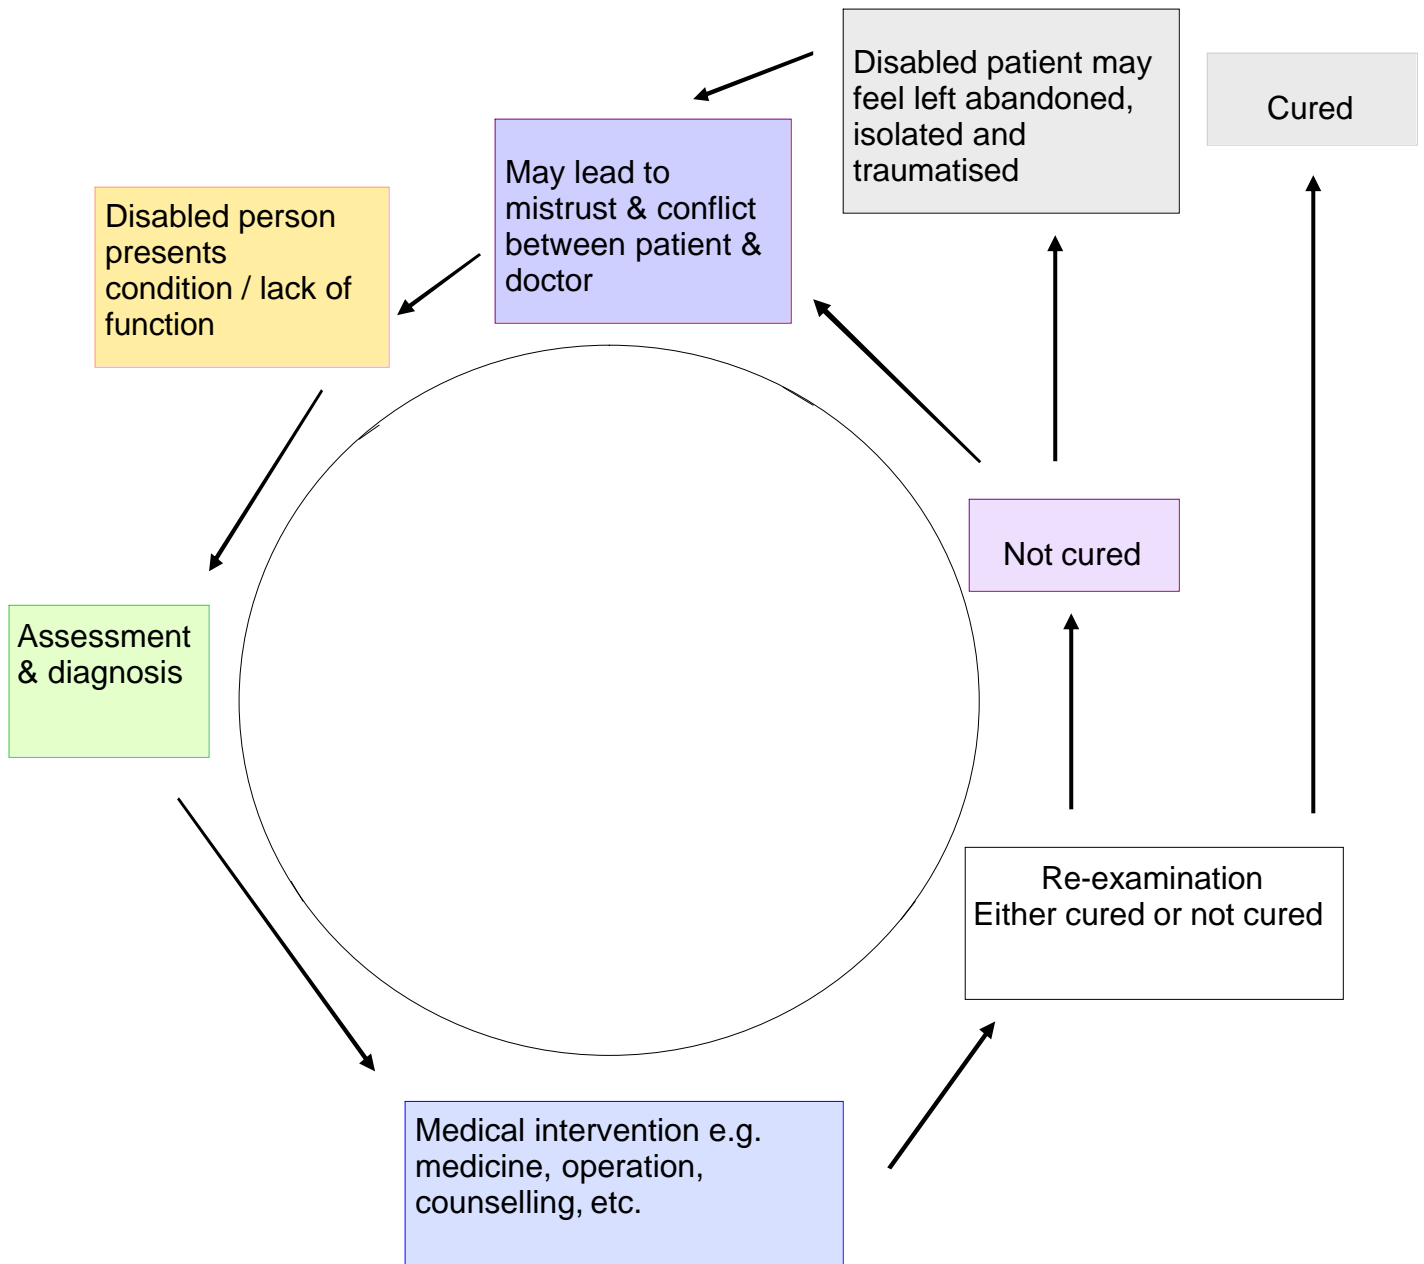 Disabled patient may
feel left abandoned,
isolated and
traumatised
Cured
May lead to
mistrust & conflict
between patient &
doctor
Disabled person
presents
condition / lack of
function
Not cured
Assessment
& diagnosis
Re-examination
Either cured or not cured
Medical intervention e.g.
medicine, operation,
counselling, etc.